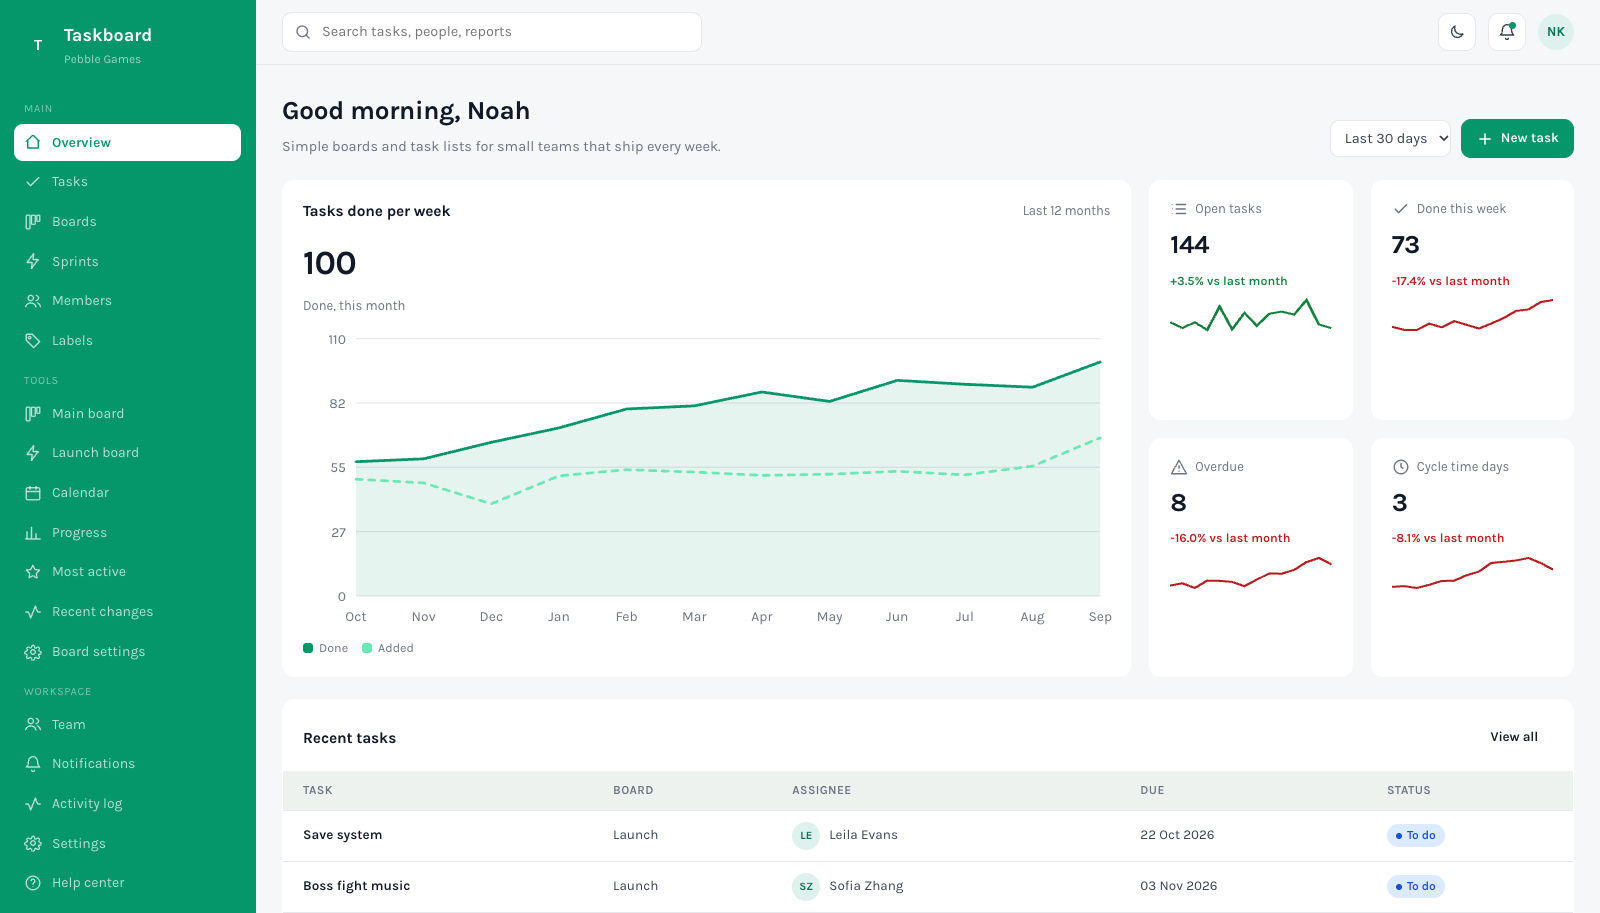 T
Taskboard
Pebble Games
MAIN
Overview
Tasks
Boards
Sprints
Members
Labels
TOOLS
Main board
Launch board
Calendar
Progress
Most active
Recent changes
Board settings
WORKSPACE
Team
Notifications
Activity log
Settings
Help center
Search tasks, people, reports
NK
Good morning, Noah
Simple boards and task lists for small teams that ship every week.
Last 30 days
New task
Tasks done per week
Last 12 months
100
Done, this month
110
82
55
27
0
Oct Nov Dec Jan Feb Mar Apr May Jun Jul Aug Sep
Done Added
Open tasks
144
+3.5% vs last month
Done this week
73
-17.4% vs last month
Overdue
8
-16.0% vs last month
Cycle time days
3
-8.1% vs last month
Recent tasks
View all
TASK BOARD ASSIGNEE DUE STATUS
Save system Launch LE Leila Evans 22 Oct 2026 To do
Boss fight music Launch SZ Sofia Zhang 03 Nov 2026 To do